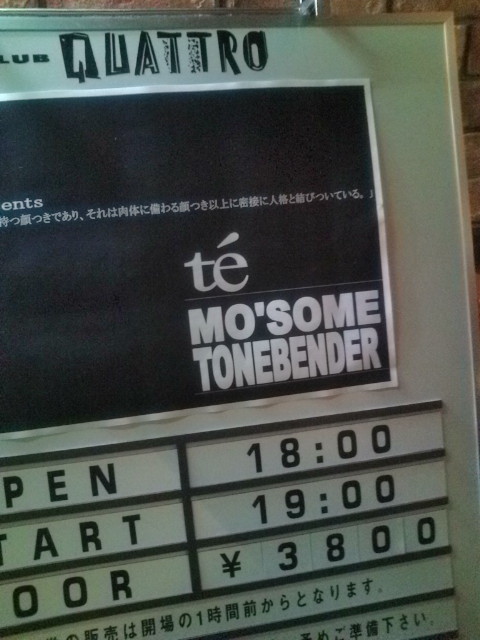 LUB QUATTRO
ents
持つ顔つきであり、それは肉体に備わる顔つき以上に密接に人格と結びついている。」
té
MO'SOME
TONEBENDER
PEN 18:00
TART 19:00
OOR ¥3800
の販売は開場の1時間前からとなります。
予めご準備下さい。